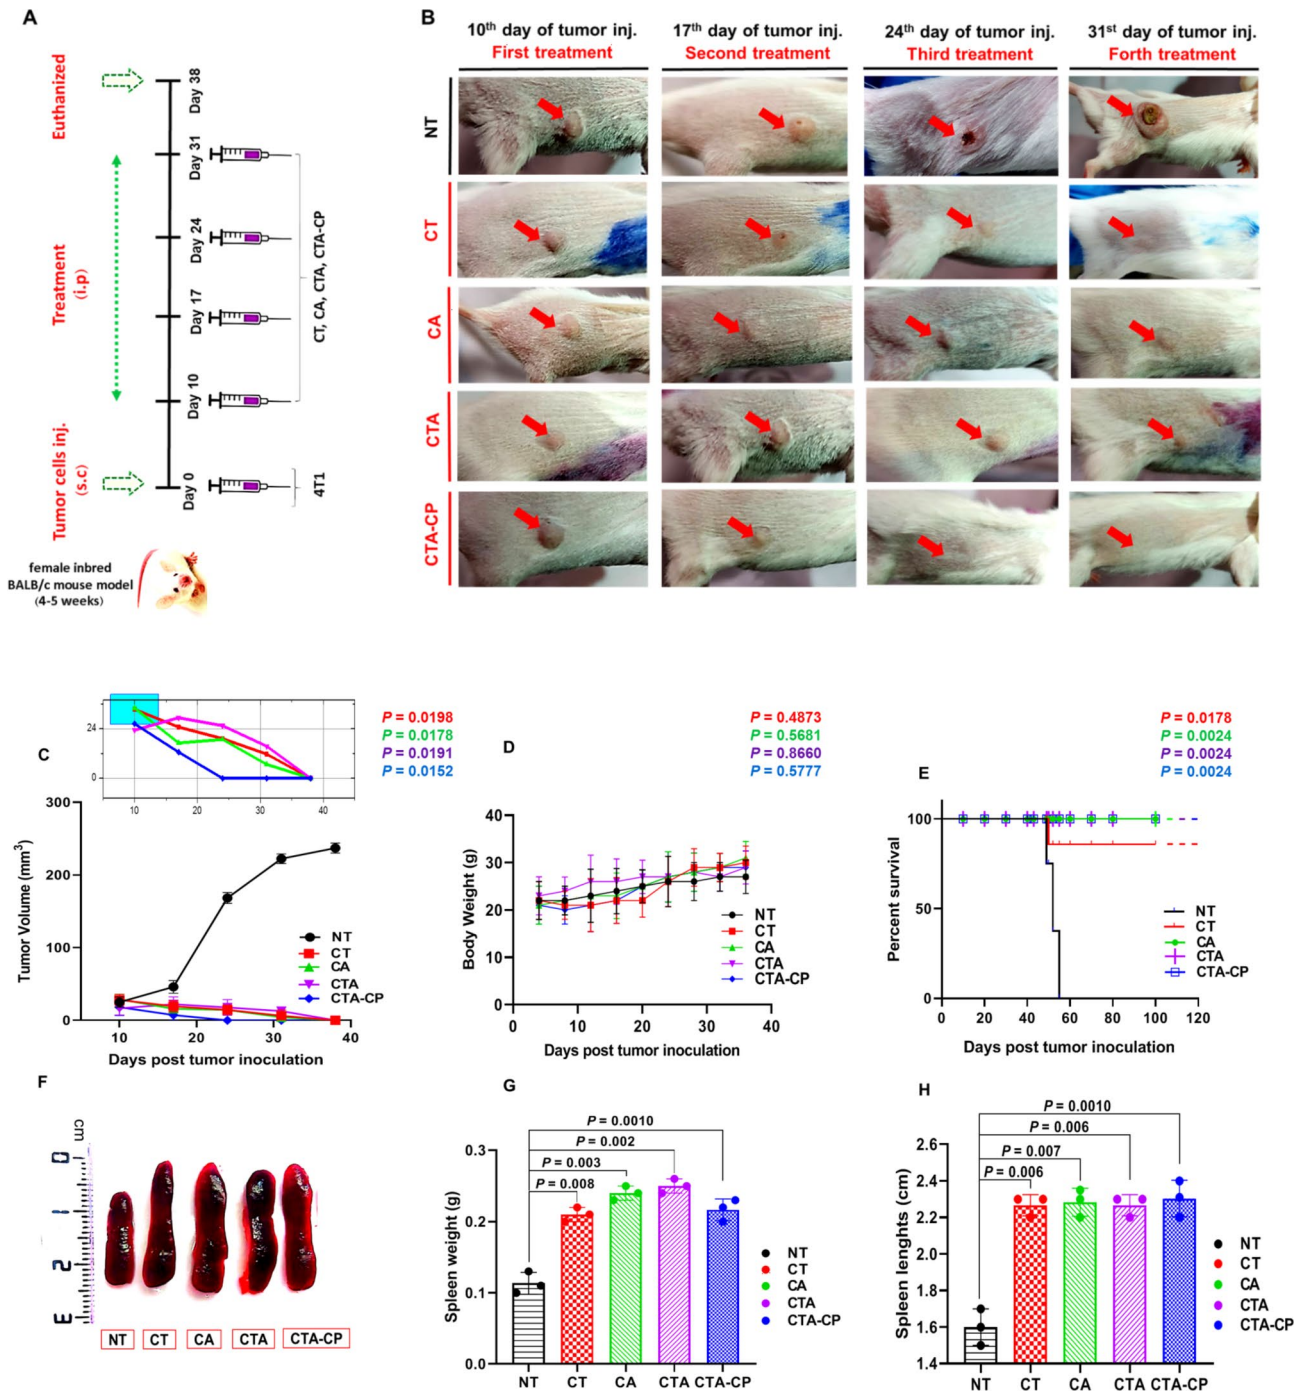 A
Euthanized
Treatment
(i.p)
Tumor cells inj.
(s.c)
Day 38
Day 31
Day 24
Day 17
Day 10
Day 0
CT, CA, CTA, CTA-CP
4T1
female inbred
BALB/c mouse model
(4-5 weeks)
B
10th day of tumor inj.
First treatment
17th day of tumor inj.
Second treatment
24th day of tumor inj.
Third treatment
31st day of tumor inj.
Forth treatment
NT
CT
CA
CTA
CTA-CP
C
24
0
10
20
30
40
P = 0.0198
P = 0.0178
P = 0.0191
P = 0.0152
Tumor Volume (mm3)
300
200
100
0
10
20
30
40
Days post tumor inoculation
NT
CT
CA
CTA
CTA-CP
D
P = 0.4873
P = 0.5681
P = 0.8660
P = 0.5777
Body Weight (g)
40
30
20
10
0
0
10
20
30
40
Days post tumor inoculation
NT
CT
CA
CTA
CTA-CP
E
P = 0.0178
P = 0.0024
P = 0.0024
P = 0.0024
Percent survival
100
50
0
0
20
40
60
80
100
120
Days post tumor inoculation
NT
CT
CA
CTA
CTA-CP
F
cm
0
1
2
3
NT
CT
CA
CTA
CTA-CP
G
P = 0.0010
P = 0.002
P = 0.003
P = 0.008
Spleen weight (g)
0.3
0.2
0.1
0.0
NT
CT
CA
CTA
CTA-CP
NT
CT
CA
CTA
CTA-CP
H
P = 0.0010
P = 0.006
P = 0.007
P = 0.006
Spleen lenghts (cm)
2.6
2.4
2.2
2.0
1.8
1.6
1.4
NT
CT
CA
CTA
CTA-CP
NT
CT
CA
CTA
CTA-CP